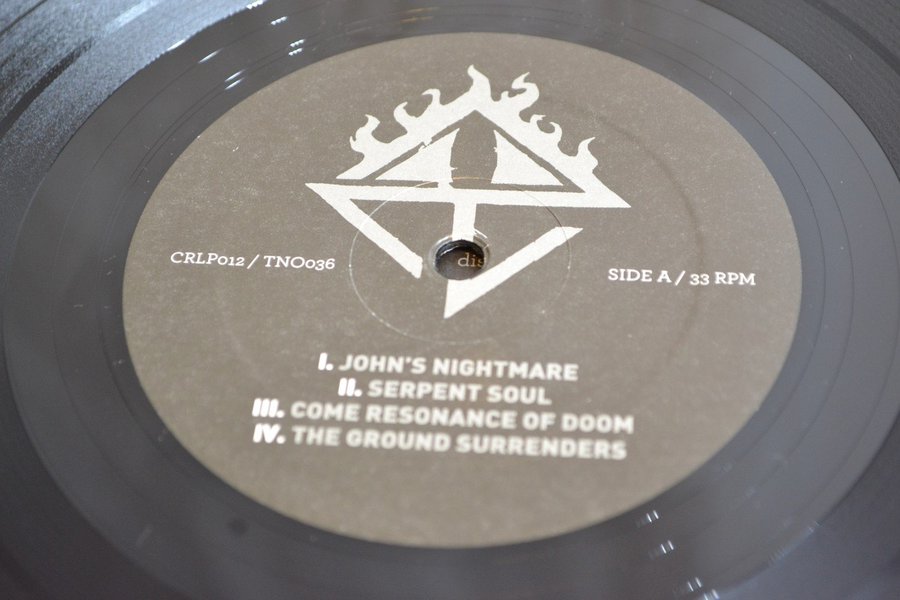 CRLP012 / TNO036
SIDE A / 33 RPM
I. JOHN'S NIGHTMARE
II. SERPENT SOUL
III. COME RESONANCE OF DOOM
IV. THE GROUND SURRENDERS